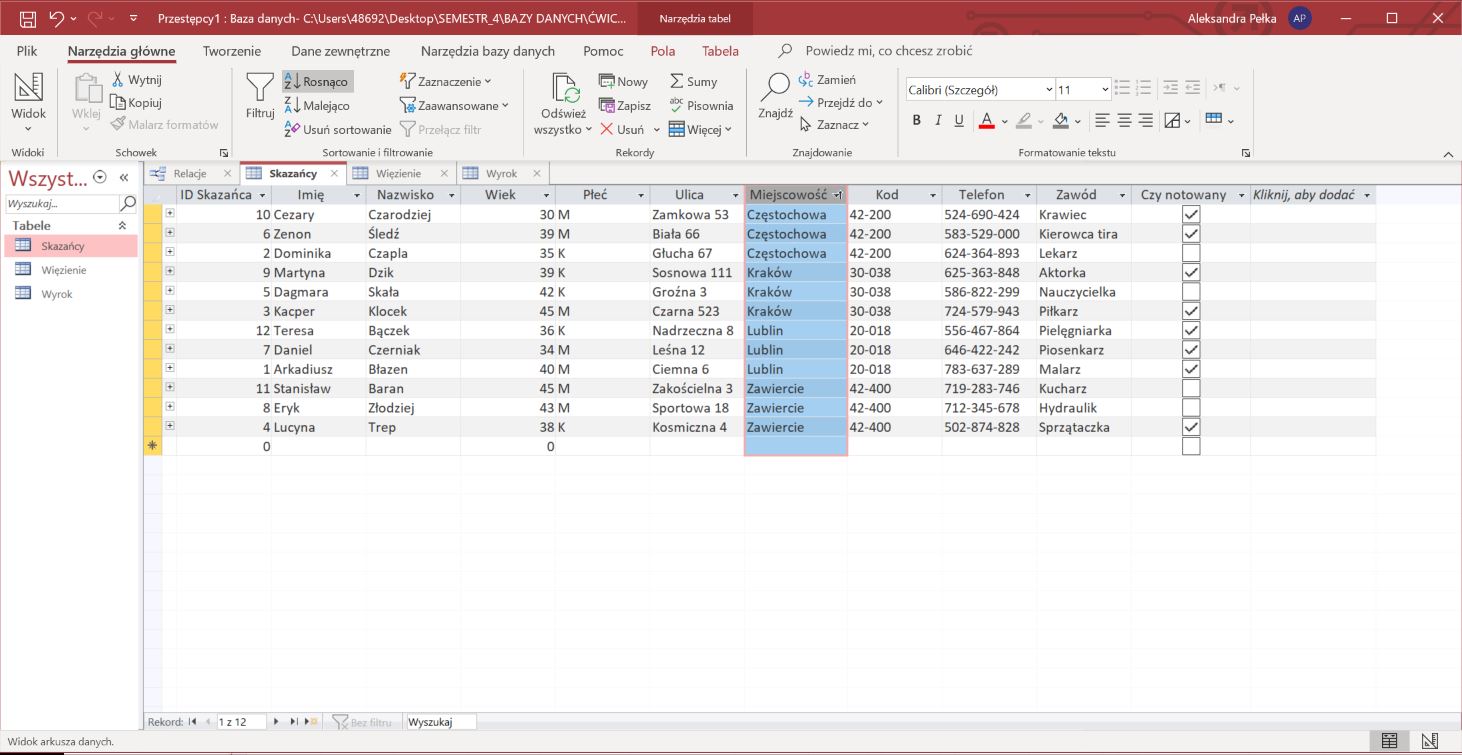 Przestępcy1 : Baza danych- C:\Users\48692\Desktop\SEMESTR_4\BAZY DANYCH\ĆWIC... Narzędzia tabel Aleksandra Pełka AP
Plik Narzędzia główne Tworzenie Dane zewnętrzne Narzędzia bazy danych Pomoc Pola Tabela Powiedz mi, co chcesz zrobić
Widok
Widoki
Wklej
Wytnij
Kopiuj
Malarz formatów
Schowek
Filtruj
Rosnąco
Malejąco
Usuń sortowanie
Zaznaczenie
Zaawansowane
Przełącz filtr
Sortowanie i filtrowanie
Odśwież
wszystko
Nowy
Zapisz
Usuń
Sumy
Pisownia
Więcej
Rekordy
Znajdź
Zamień
Przejdź do
Zaznacz
Znajdowanie
Calibri (Szczegół) 11
B I U A
Formatowanie tekstu
Wszyst...
Wyszukaj...
Tabele
Skazańcy
Więzienie
Wyrok
Relacje Skazańcy Więzienie Wyrok
ID Skazańca Imię Nazwisko Wiek Płeć Ulica Miejscowość Kod Telefon Zawód Czy notowany Kliknij, aby dodać
10 Cezary Czarodziej 30 M Zamkowa 53 Częstochowa 42-200 524-690-424 Krawiec
6 Zenon Śledź 39 M Biała 66 Częstochowa 42-200 583-529-000 Kierowca tira
2 Dominika Czapla 35 K Głucha 67 Częstochowa 42-200 624-364-893 Lekarz
9 Martyna Dzik 39 K Sosnowa 111 Kraków 30-038 625-363-848 Aktorka
5 Dagmara Skała 42 K Groźna 3 Kraków 30-038 586-822-299 Nauczycielka
3 Kacper Klocek 45 M Czarna 523 Kraków 30-038 724-579-943 Piłkarz
12 Teresa Bączek 36 K Nadrzeczna 8 Lublin 20-018 556-467-864 Pielęgniarka
7 Daniel Czerniak 34 M Leśna 12 Lublin 20-018 646-422-242 Piosenkarz
1 Arkadiusz Błazen 40 M Ciemna 6 Lublin 20-018 783-637-289 Malarz
11 Stanisław Baran 45 M Zakościelna 3 Zawiercie 42-400 719-283-746 Kucharz
8 Eryk Złodziej 43 M Sportowa 18 Zawiercie 42-400 712-345-678 Hydraulik
4 Lucyna Trep 38 K Kosmiczna 4 Zawiercie 42-400 502-874-828 Sprzątaczka
0 0
Rekord: 1 z 12 Bez filtru Wyszukaj
Widok arkusza danych.